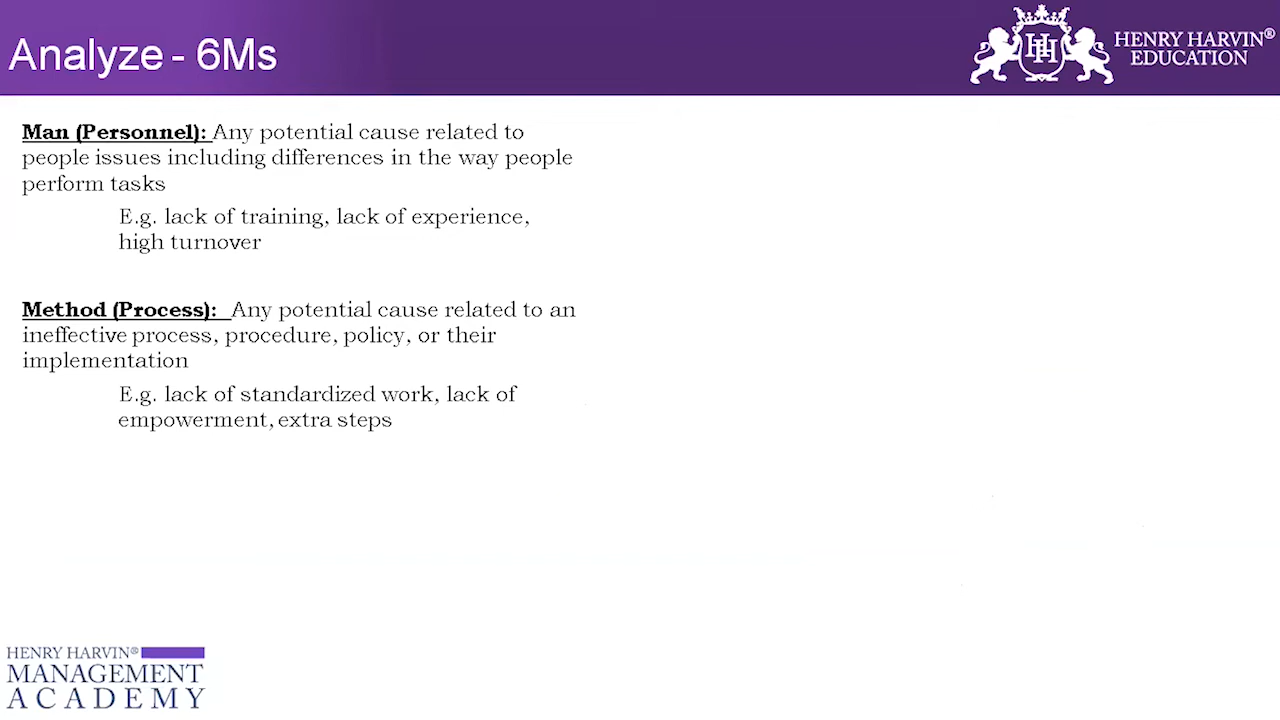 Analyze - 6Ms
HENRY HARVIN®
EDUCATION
Man (Personnel): Any potential cause related to
people issues including differences in the way people
perform tasks
E.g. lack of training, lack of experience,
high turnover
Method (Process): Any potential cause related to an
ineffective process, procedure, policy, or their
implementation
E.g. lack of standardized work, lack of
empowerment, extra steps
HENRY HARVIN®
MANAGEMENT
ACADEMY